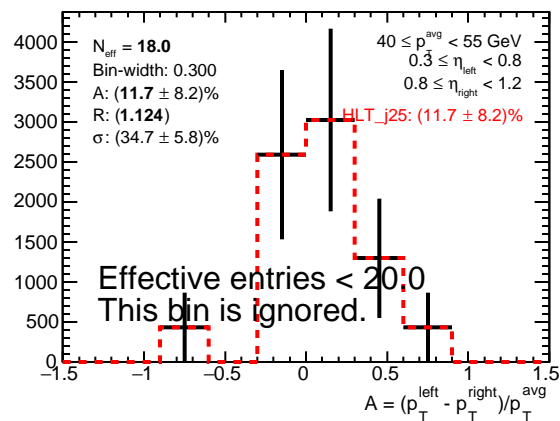 N_eff = 18.0
Bin-width: 0.300
A: (11.7 ± 8.2)%
R: (1.124)
σ: (34.7 ± 5.8)%
40 ≤ p_T^avg < 55 GeV
0.3 ≤ η_left < 0.8
0.8 ≤ η_right < 1.2
HLT_j25: (11.7 ± 8.2)%
Effective entries < 20.0
This bin is ignored.
4000
3500
3000
2500
2000
1500
1000
500
0
−1.5 −1 −0.5 0 0.5 1 1.5
A = (p_T^left - p_T^right)/p_T^avg